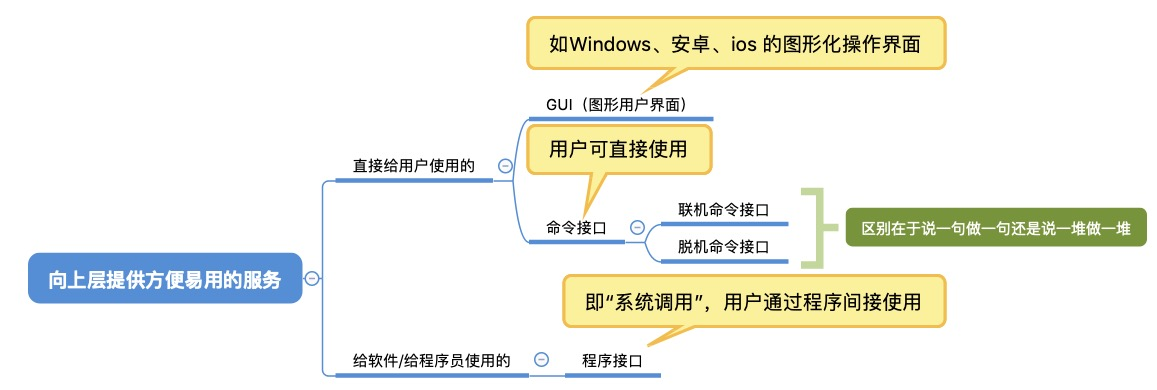 如Windows、安卓、ios 的图形化操作界面
GUI（图形用户界面）
用户可直接使用
直接给用户使用的
命令接口
联机命令接口
脱机命令接口
区别在于说一句做一句还是说一堆做一堆
向上层提供方便易用的服务
即“系统调用”，用户通过程序间接使用
给软件/给程序员使用的
程序接口